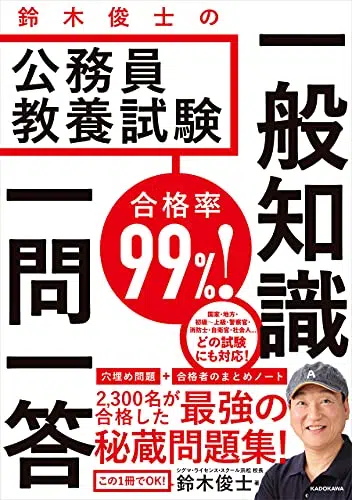 鈴木俊士の
公務員
教養試験
一般知識
一問一答
合格率
99%!
国家・地方・
初級〜上級・警察官・
消防士・自衛官・社会人…
どの試験
にも対応!
穴埋め問題 + 合格者のまとめノート
2,300名が
合格した
最強の
秘蔵問題集!
シグマ・ライセンス・スクール浜松 校長
この1冊でOK! 鈴木俊士 著
A
KADOKAWA